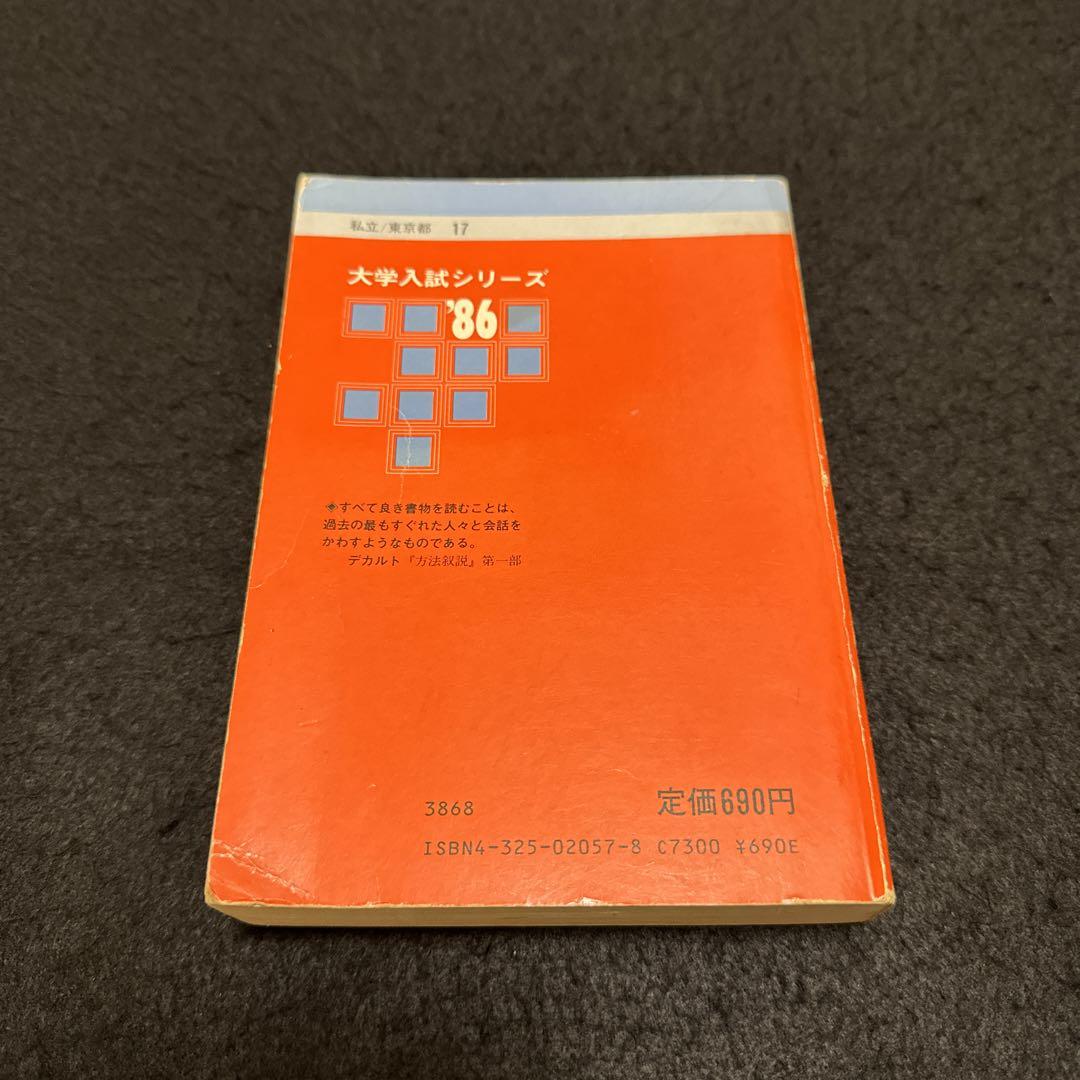 私立/東京都 17
大学入試シリーズ
'86
◈すべて良き書物を読むことは、
過去の最もすぐれた人々と会話を
かわすようなものである。
デカルト『方法叙説』第一部
3868 定価690円
ISBN4-325-02057-8 C7300 ¥690E